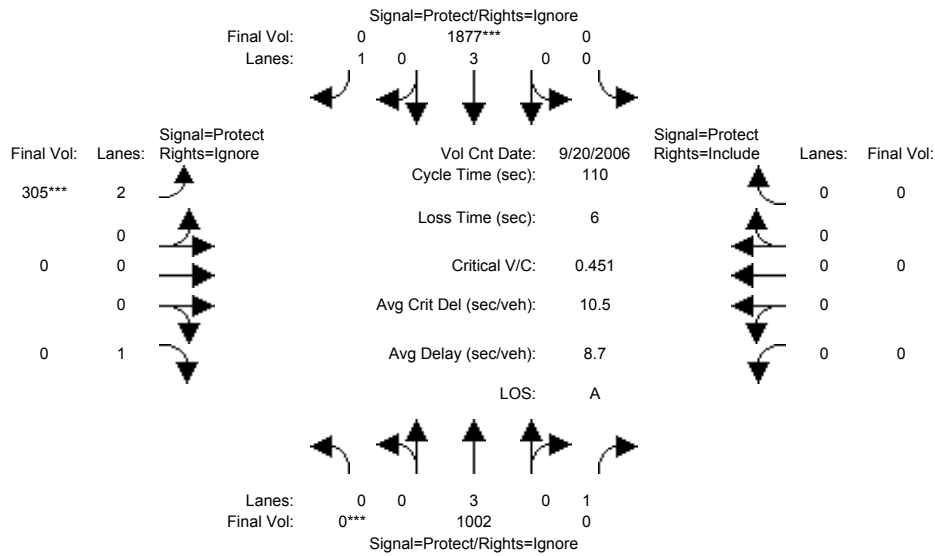 Signal=Protect/Rights=Ignore
Final Vol: 0 1877*** 0
Lanes: 1 0 3 0 0
Signal=Protect Signal=Protect
Final Vol: Lanes: Rights=Ignore Vol Cnt Date: 9/20/2006 Rights=Include Lanes: Final Vol:
Cycle Time (sec): 110
305*** 2 0 0
Loss Time (sec): 6
0 0
0 0 Critical V/C: 0.451 0 0
0 Avg Crit Del (sec/veh): 10.5 0
0 1 Avg Delay (sec/veh): 8.7 0 0
LOS: A
Lanes: 0 0 3 0 1
Final Vol: 0*** 1002 0
Signal=Protect/Rights=Ignore